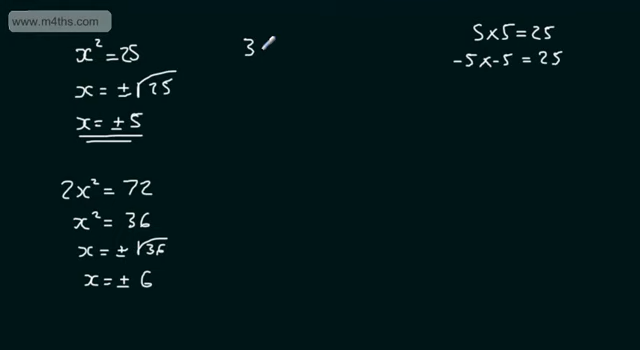 www.m4ths.com
x² = 25
x = ±√25
x = ±5
2x² = 72
x² = 36
x = ±√36
x = ± 6
3
5 x 5 = 25
-5 x -5 = 25